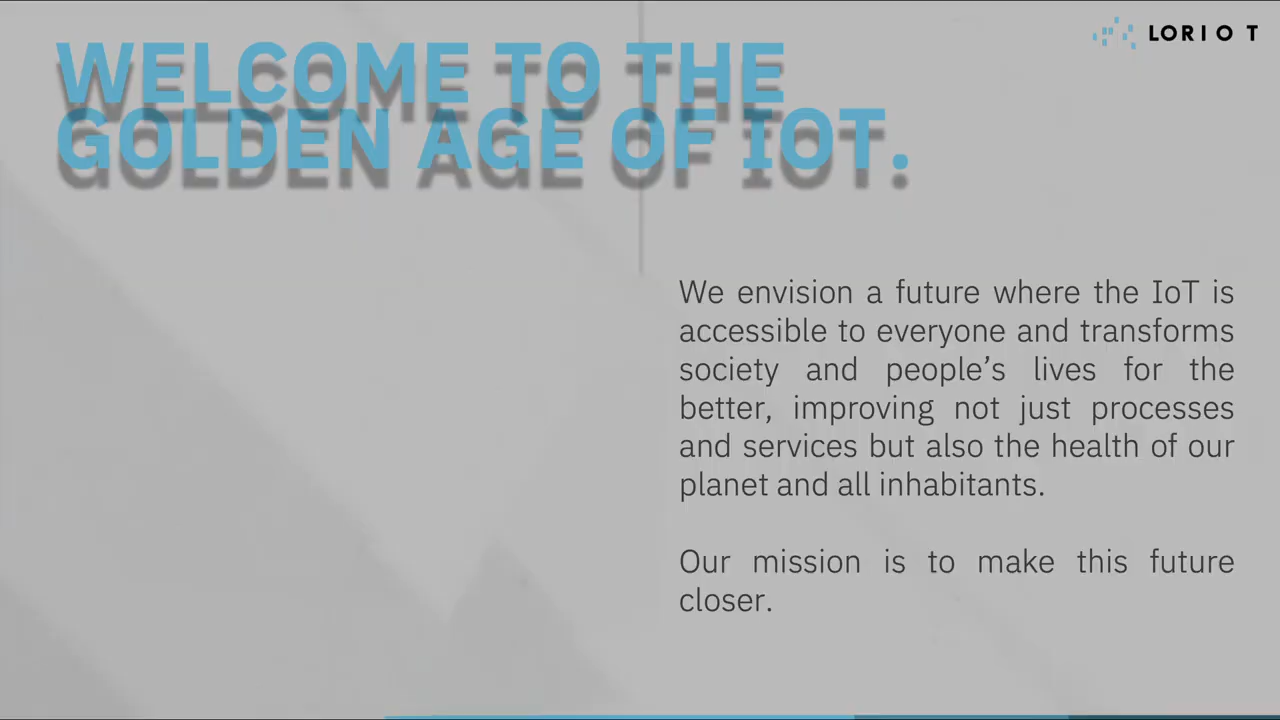 LORIOT
WELCOME TO THE
GOLDEN AGE OF IOT.
We envision a future where the IoT is
accessible to everyone and transforms
society and people’s lives for the
better, improving not just processes
and services but also the health of our
planet and all inhabitants.
Our mission is to make this future
closer.